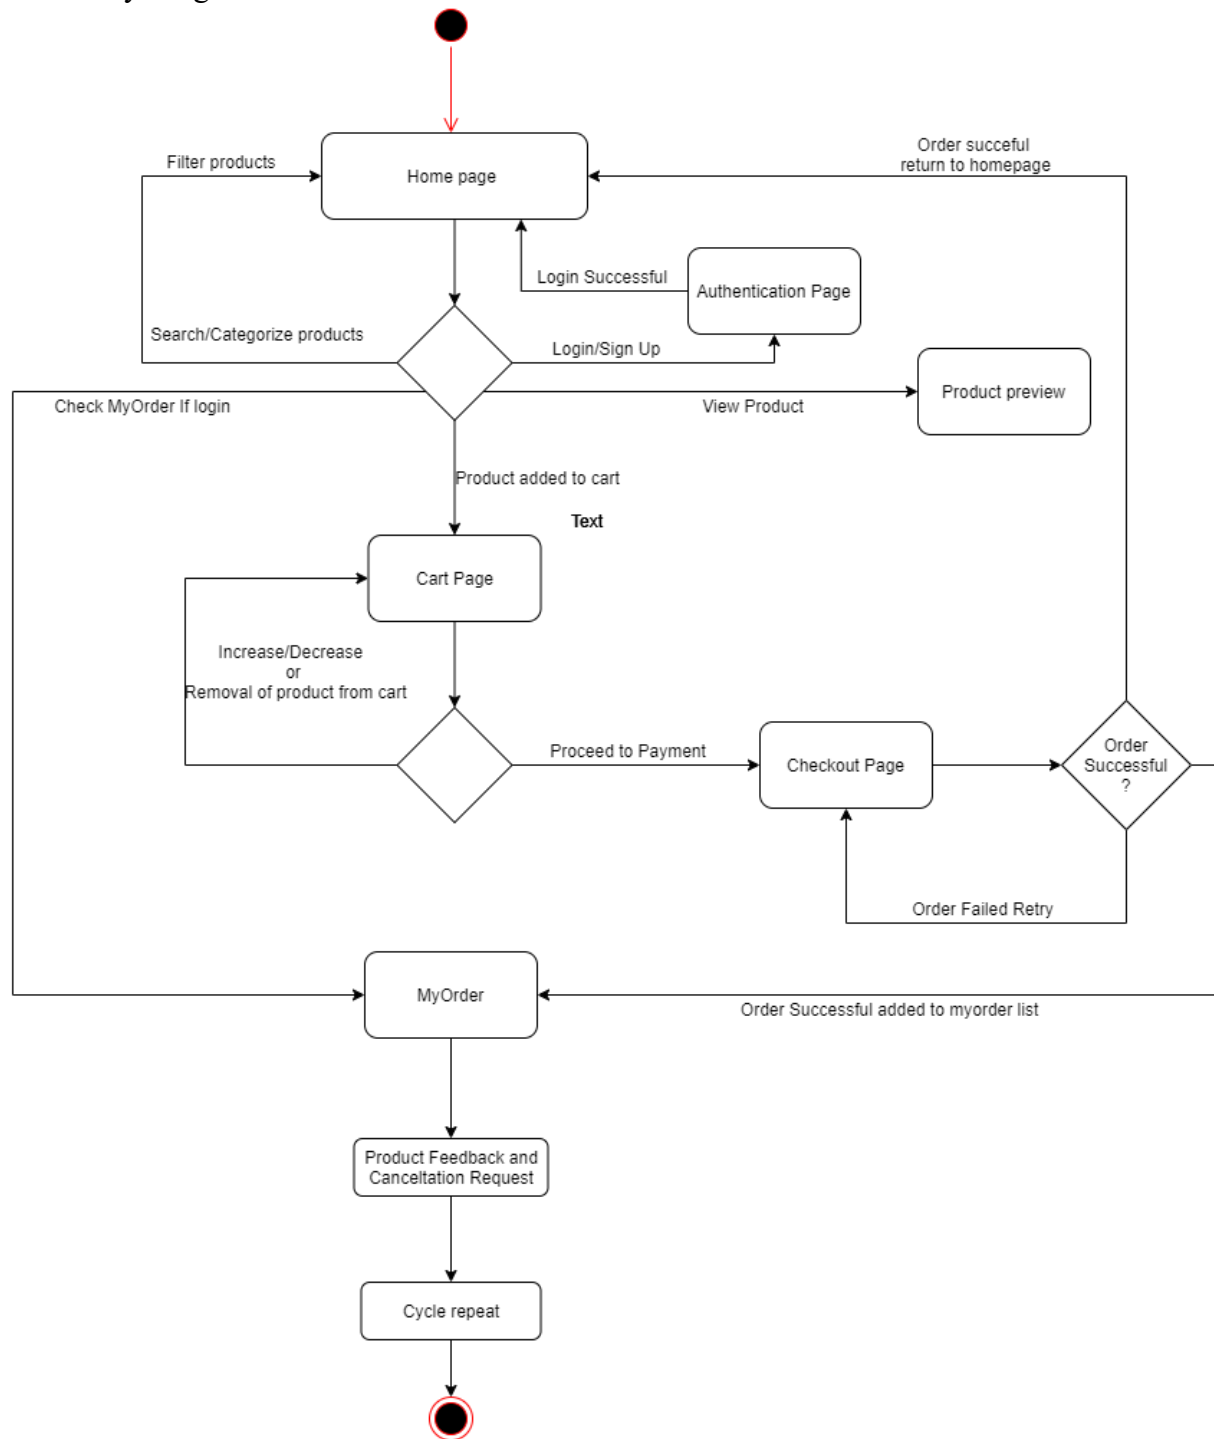 Home page
Filter products
Order succeful
return to homepage
Login Successful
Authentication Page
Search/Categorize products
Login/Sign Up
Check MyOrder If login
View Product
Product preview
Product added to cart
Text
Cart Page
Increase/Decrease
or
Removal of product from cart
Proceed to Payment
Checkout Page
Order
Successful
?
Order Failed Retry
MyOrder
Order Successful added to myorder list
Product Feedback and
Canceltation Request
Cycle repeat